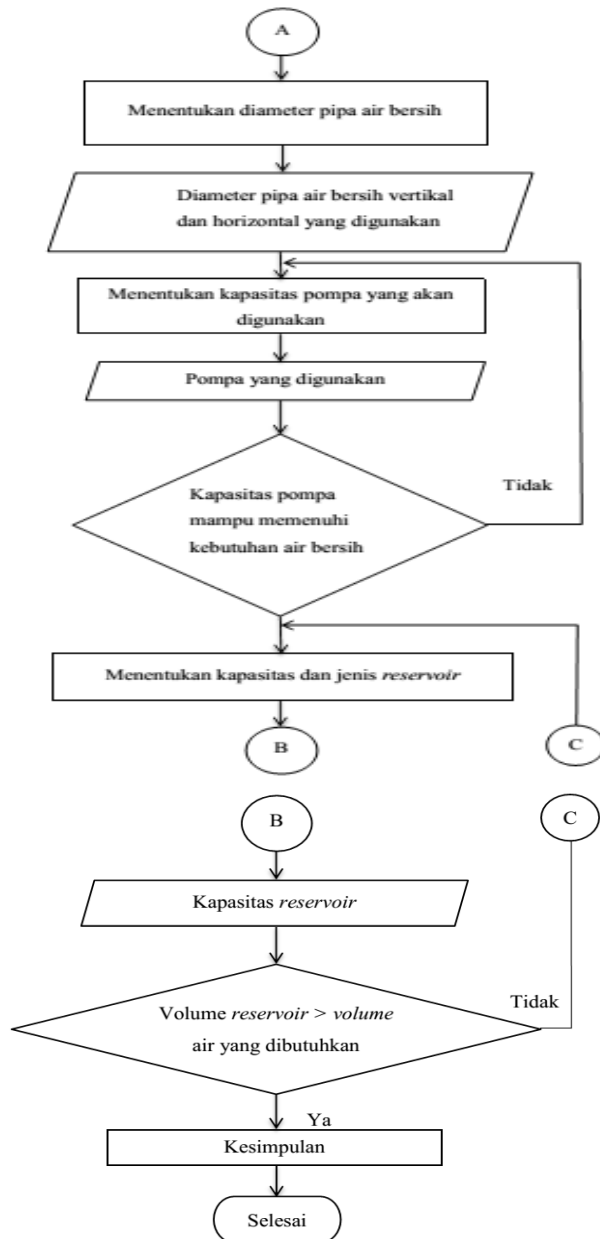 A
Menentukan diameter pipa air bersih
Diameter pipa air bersih vertikal
dan horizontal yang digunakan
Menentukan kapasitas pompa yang akan
digunakan
Pompa yang digunakan
Tidak
Kapasitas pompa
mampu memenuhi
kebutuhan air bersih
Menentukan kapasitas dan jenis reservoir
B
C
B
C
Kapasitas reservoir
Tidak
Volume reservoir > volume
air yang dibutuhkan
Ya
Kesimpulan
Selesai